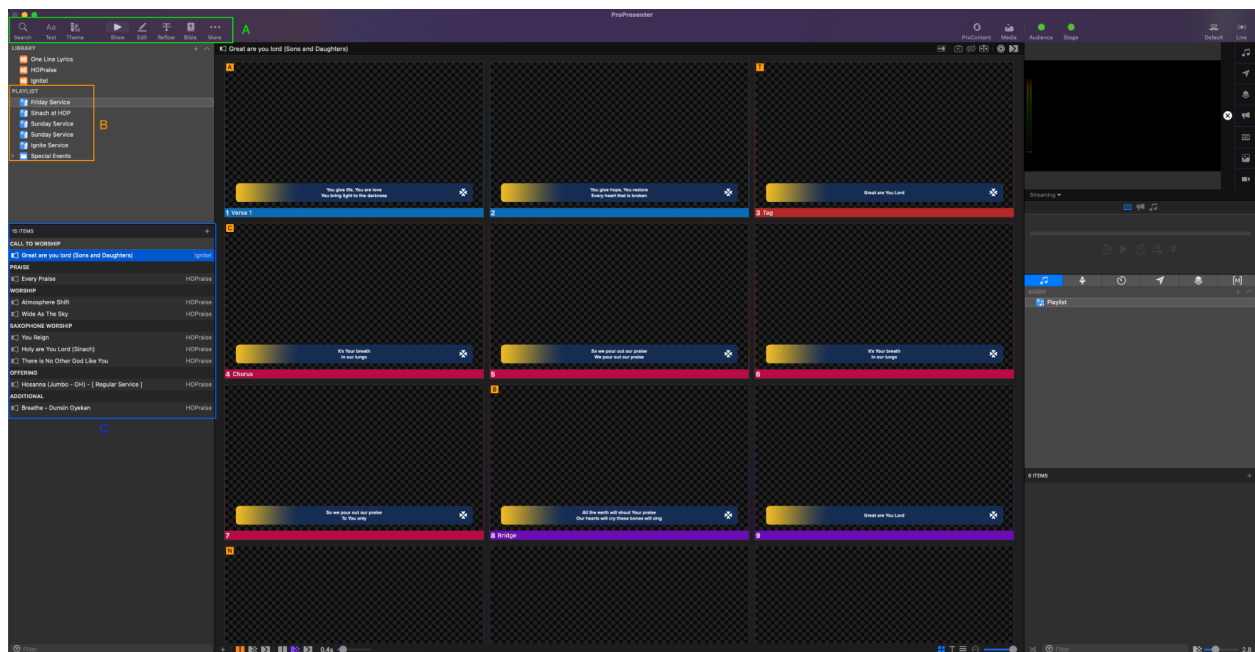 ProPresenter
Search Text Theme Show Edit Reflow Bible More
A
ProContent Media Audience Stage Default Live
LIBRARY
One Line Lyrics
HOPraise
Ignite!
PLAYLIST
Friday Service
Sinach at HOP
Sunday Service
Sunday Service
Ignite Service
Special Events
B
15 ITEMS
CALL TO WORSHIP
Great are you lord (Sons and Daughters) Ignite!
PRAISE
Every Praise HOPraise
WORSHIP
Atmosphere Shift HOPraise
Wide As The Sky HOPraise
SAXOPHONE WORSHIP
You Reign HOPraise
Holy are You Lord (Sinach) HOPraise
There is No Other God Like You HOPraise
OFFERING
Hosanna (Jumbo - OH) - [ Regular Service ] HOPraise
ADDITIONAL
Breathe - Dunsin Oyekan HOPraise
C
Filter
Great are you lord (Sons and Daughters)
A
You give life, You are love
You bring light to the darkness
1 Verse 1
You give hope, You restore
Every heart that is broken
2
T
Great are You Lord
3 Tag
C
It's Your breath
In our lungs
4 Chorus
So we pour out our praise
We pour out our praise
5
It's Your breath
In our lungs
6
So we pour out our praise
To You only
7
B
All the earth will shout Your praise
Our hearts will cry these bones will sing
8 Bridge
Great are You Lord
9
N
0.4s
Streaming
[M]
AUDIO
Playlist
0 ITEMS
Filter
2.8